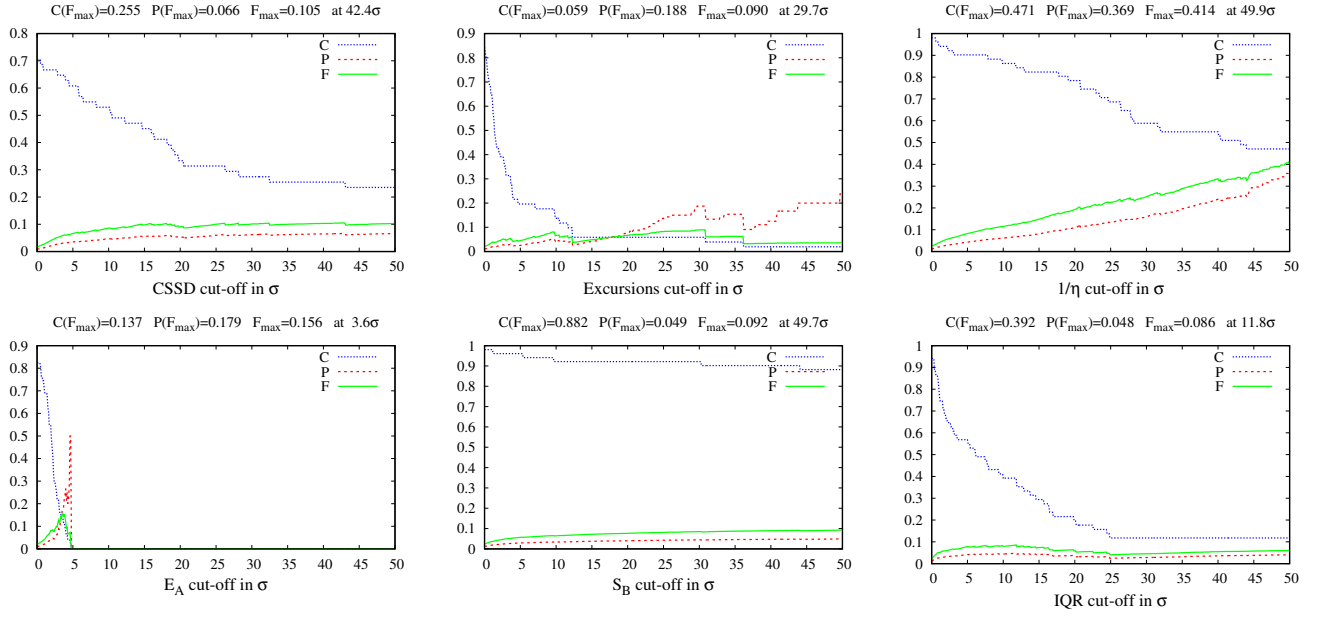 C(Fmax)=0.255 P(Fmax)=0.066 Fmax=0.105 at 42.4σ
0.8
0.7
0.6
0.5
0.4
0.3
0.2
0.1
0
C
P
F
0 5 10 15 20 25 30 35 40 45 50
CSSD cut-off in σ
C(Fmax)=0.059 P(Fmax)=0.188 Fmax=0.090 at 29.7σ
0.9
0.8
0.7
0.6
0.5
0.4
0.3
0.2
0.1
0
C
P
F
0 5 10 15 20 25 30 35 40 45 50
Excursions cut-off in σ
C(Fmax)=0.471 P(Fmax)=0.369 Fmax=0.414 at 49.9σ
1
0.9
0.8
0.7
0.6
0.5
0.4
0.3
0.2
0.1
0
C
P
F
0 5 10 15 20 25 30 35 40 45 50
1/η cut-off in σ
C(Fmax)=0.137 P(Fmax)=0.179 Fmax=0.156 at 3.6σ
0.9
0.8
0.7
0.6
0.5
0.4
0.3
0.2
0.1
0
C
P
F
0 5 10 15 20 25 30 35 40 45 50
EA cut-off in σ
C(Fmax)=0.882 P(Fmax)=0.049 Fmax=0.092 at 49.7σ
1
0.9
0.8
0.7
0.6
0.5
0.4
0.3
0.2
0.1
0
C
P
F
0 5 10 15 20 25 30 35 40 45 50
SB cut-off in σ
C(Fmax)=0.392 P(Fmax)=0.048 Fmax=0.086 at 11.8σ
1
0.9
0.8
0.7
0.6
0.5
0.4
0.3
0.2
0.1
0
C
P
F
0 5 10 15 20 25 30 35 40 45 50
IQR cut-off in σ